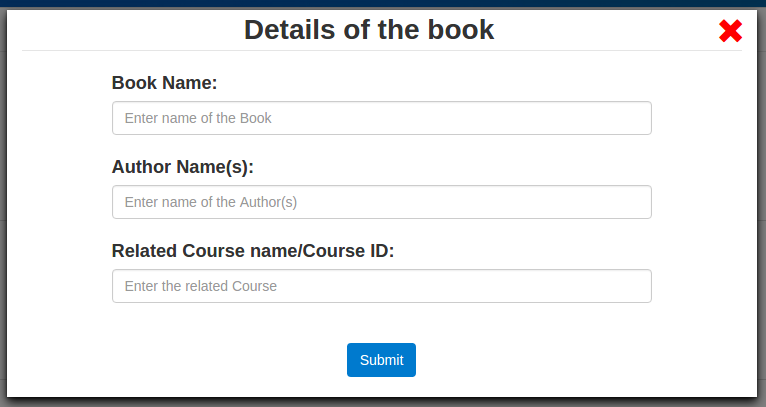 Details of the book
Book Name:
Enter name of the Book
Author Name(s):
Enter name of the Author(s)
Related Course name/Course ID:
Enter the related Course
Submit